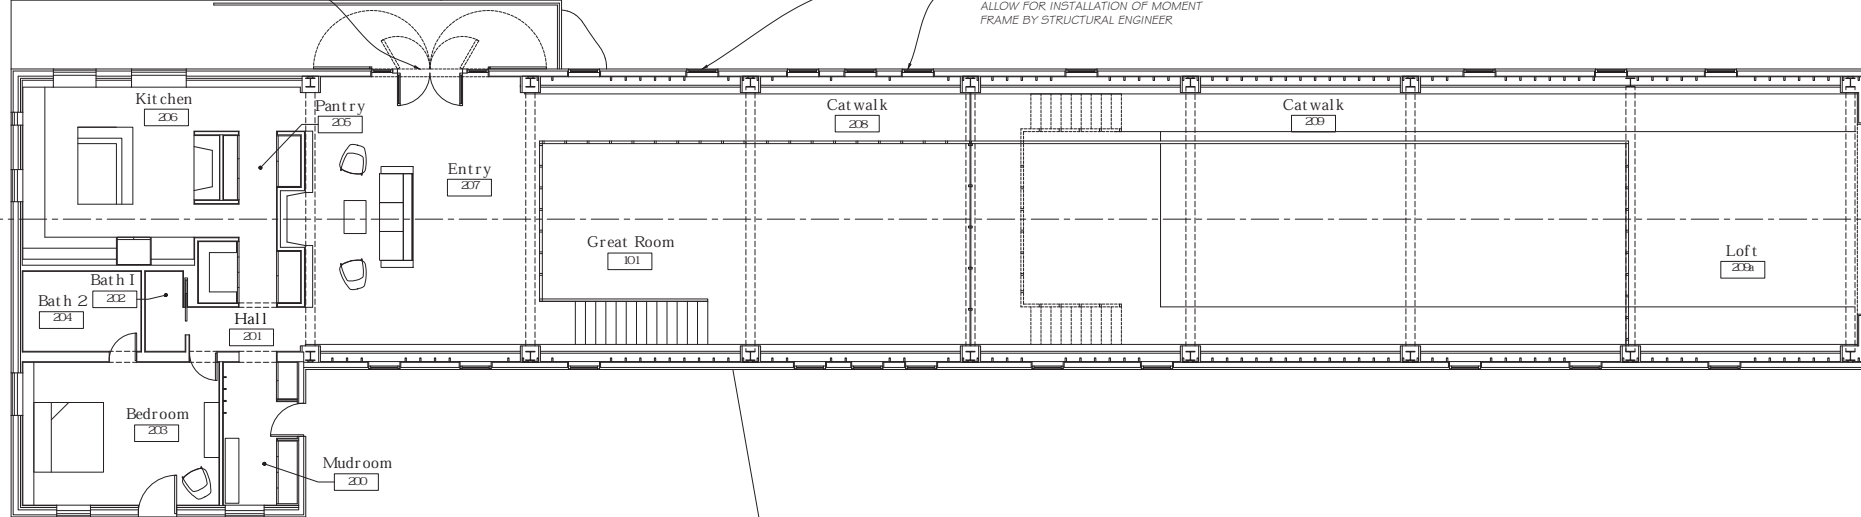 ALLOW FOR INSTALLATION OF MOMENT
FRAME BY STRUCTURAL ENGINEER
Kitchen
206
Pantry
205
Catwalk
208
Catwalk
209
Entry
207
Great Room
101
Loft
209a
Bath 1
202
Bath 2
204
Hall
201
Bedroom
203
Mudroom
200